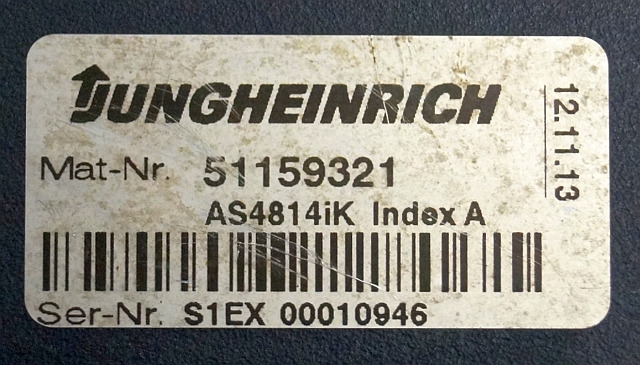 JUNGHEINRICH
Mat-Nr. 51159321
AS4814iK Index A
Ser-Nr. S1EX 00010946
12.11.13